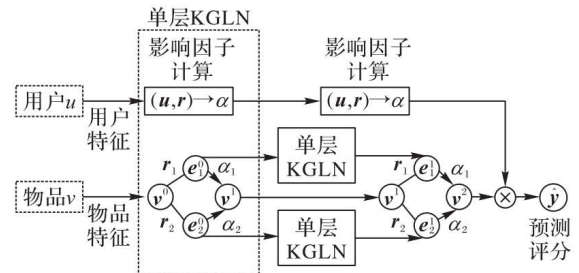 单层KGLN
影响因子
计算
影响因子
计算
用户u
用户
特征
(u,r)→α
(u,r)→α
物品v
物品
特征
v⁰
r₁
r₂
e₁⁰
e₂⁰
α₁
α₂
v¹
单层
KGLN
单层
KGLN
v¹
r₁
r₂
e₁¹
e₂¹
α₁
α₂
v²
×
ŷ
预测
评分